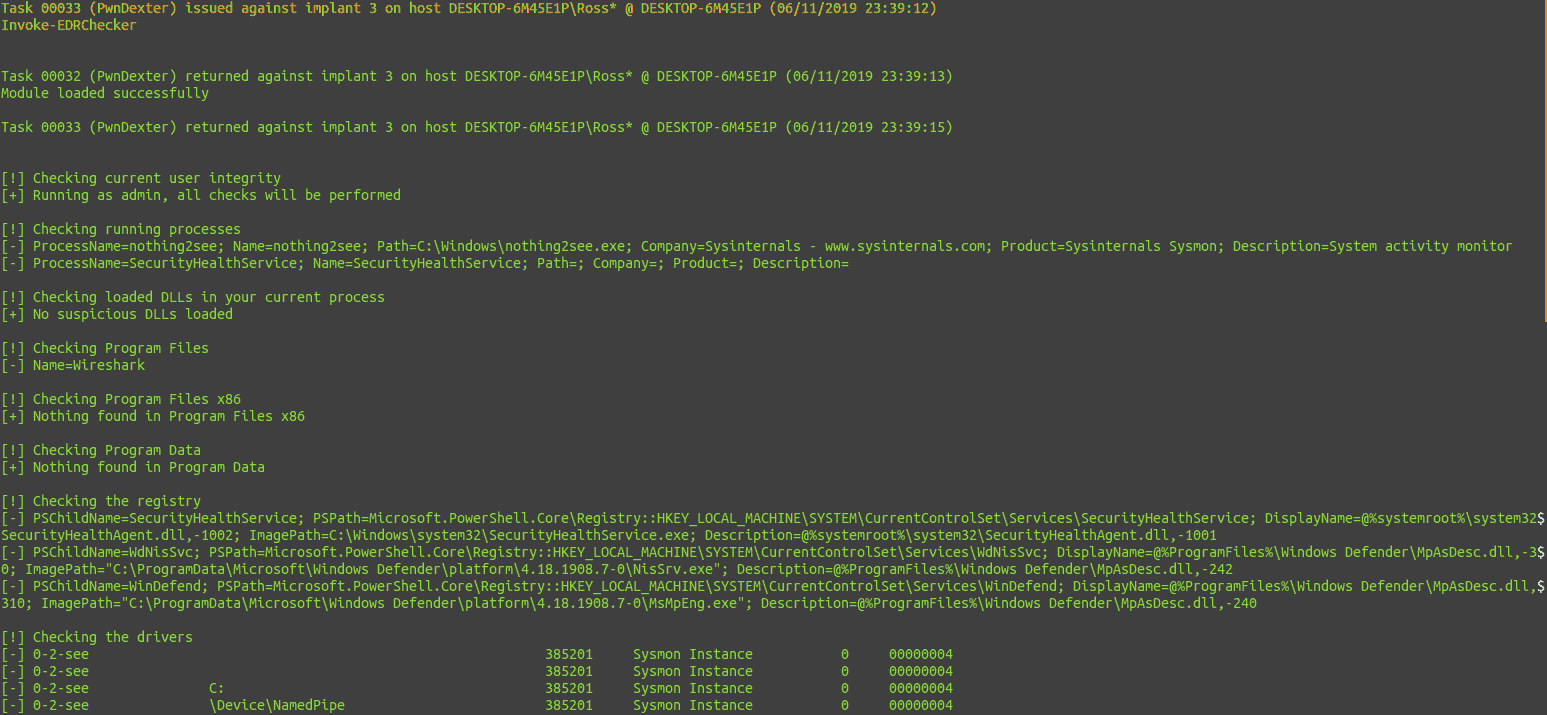 Task 00033 (PwnDexter) issued against implant 3 on host DESKTOP-6M45E1P\Ross* @ DESKTOP-6M45E1P (06/11/2019 23:39:12)
Invoke-EDRChecker
Task 00032 (PwnDexter) returned against implant 3 on host DESKTOP-6M45E1P\Ross* @ DESKTOP-6M45E1P (06/11/2019 23:39:13)
Module loaded successfully
Task 00033 (PwnDexter) returned against implant 3 on host DESKTOP-6M45E1P\Ross* @ DESKTOP-6M45E1P (06/11/2019 23:39:15)
[!] Checking current user integrity
[+] Running as admin, all checks will be performed
[!] Checking running processes
[-] ProcessName=nothing2see; Name=nothing2see; Path=C:\Windows\nothing2see.exe; Company=Sysinternals - www.sysinternals.com; Product=Sysinternals Sysmon; Description=System activity monitor
[-] ProcessName=SecurityHealthService; Name=SecurityHealthService; Path=; Company=; Product=; Description=
[!] Checking loaded DLLs in your current process
[+] No suspicious DLLs loaded
[!] Checking Program Files
[-] Name=Wireshark
[!] Checking Program Files x86
[+] Nothing found in Program Files x86
[!] Checking Program Data
[+] Nothing found in Program Data
[!] Checking the registry
[-] PSChildName=SecurityHealthService; PSPath=Microsoft.PowerShell.Core\Registry::HKEY_LOCAL_MACHINE\SYSTEM\CurrentControlSet\Services\SecurityHealthService; DisplayName=@%systemroot%\system32$
SecurityHealthAgent.dll,-1002; ImagePath=C:\Windows\system32\SecurityHealthService.exe; Description=@%systemroot%\system32\SecurityHealthAgent.dll,-1001
[-] PSChildName=WdNisSvc; PSPath=Microsoft.PowerShell.Core\Registry::HKEY_LOCAL_MACHINE\SYSTEM\CurrentControlSet\Services\WdNisSvc; DisplayName=@%ProgramFiles%\Windows Defender\MpAsDesc.dll,-3$
0; ImagePath="C:\ProgramData\Microsoft\Windows Defender\platform\4.18.1908.7-0\NisSrv.exe"; Description=@%ProgramFiles%\Windows Defender\MpAsDesc.dll,-242
[-] PSChildName=WinDefend; PSPath=Microsoft.PowerShell.Core\Registry::HKEY_LOCAL_MACHINE\SYSTEM\CurrentControlSet\Services\WinDefend; DisplayName=@%ProgramFiles%\Windows Defender\MpAsDesc.dll,$
310; ImagePath="C:\ProgramData\Microsoft\Windows Defender\platform\4.18.1908.7-0\MsMpEng.exe"; Description=@%ProgramFiles%\Windows Defender\MpAsDesc.dll,-240
[!] Checking the drivers
[-] 0-2-see 385201 Sysmon Instance 0 00000004
[-] 0-2-see 385201 Sysmon Instance 0 00000004
[-] 0-2-see C: 385201 Sysmon Instance 0 00000004
[-] 0-2-see \Device\NamedPipe 385201 Sysmon Instance 0 00000004